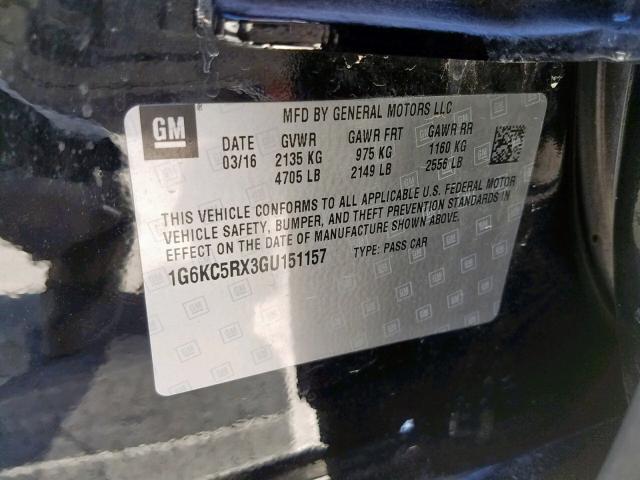 GM
MFD BY GENERAL MOTORS LLC
DATE GVWR GAWR FRT GAWR RR
03/16 2135 KG 975 KG 1160 KG
4705 LB 2149 LB 2556 LB
THIS VEHICLE CONFORMS TO ALL APPLICABLE U.S. FEDERAL MOTOR
VEHICLE SAFETY, BUMPER, AND THEFT PREVENTION STANDARDS IN
EFFECT ON THE DATE OF MANUFACTURE SHOWN ABOVE.
1G6KC5RX3GU151157 TYPE: PASS CAR